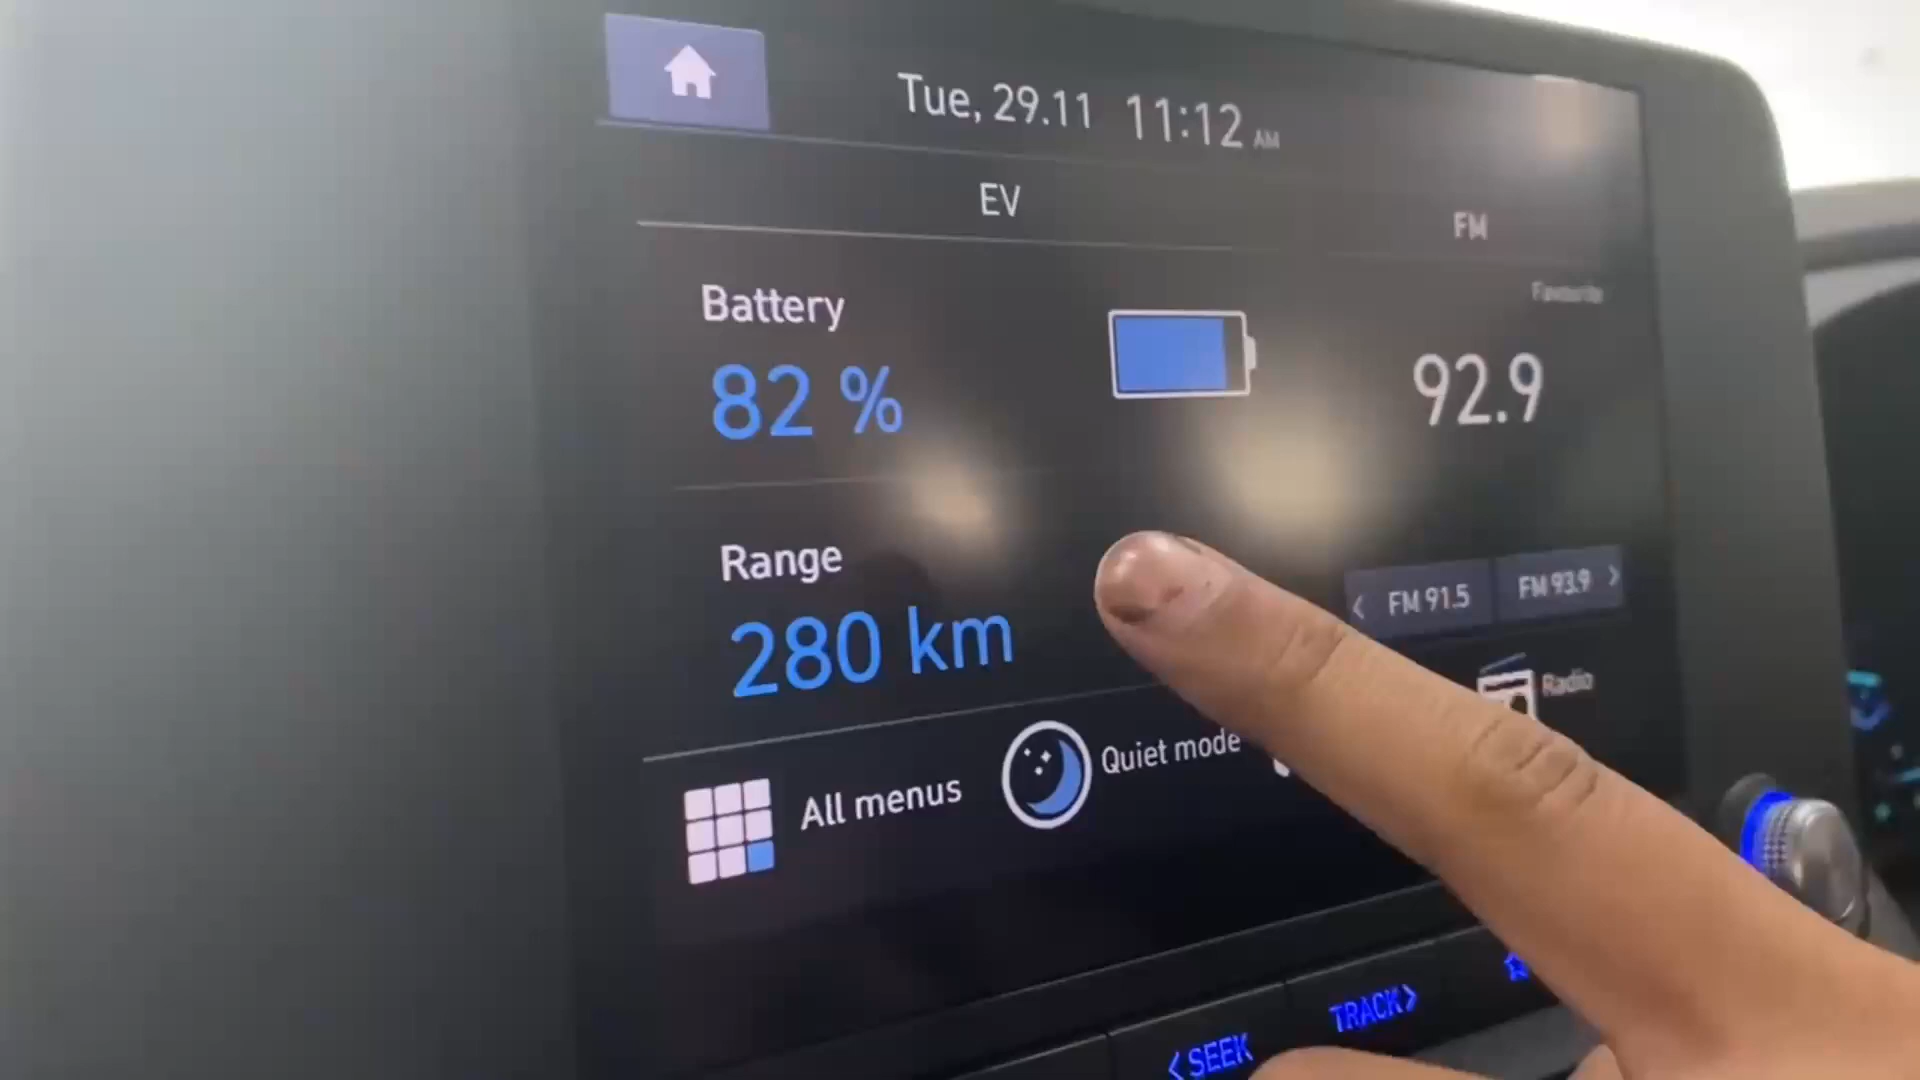 Tue, 29.11 11:12 AM
EV
FM
Battery
Favourite
82 %
92.9
Range
280 km
< FM 91.5
FM 93.9 >
Radio
All menus
Quiet mode
< SEEK
TRACK >